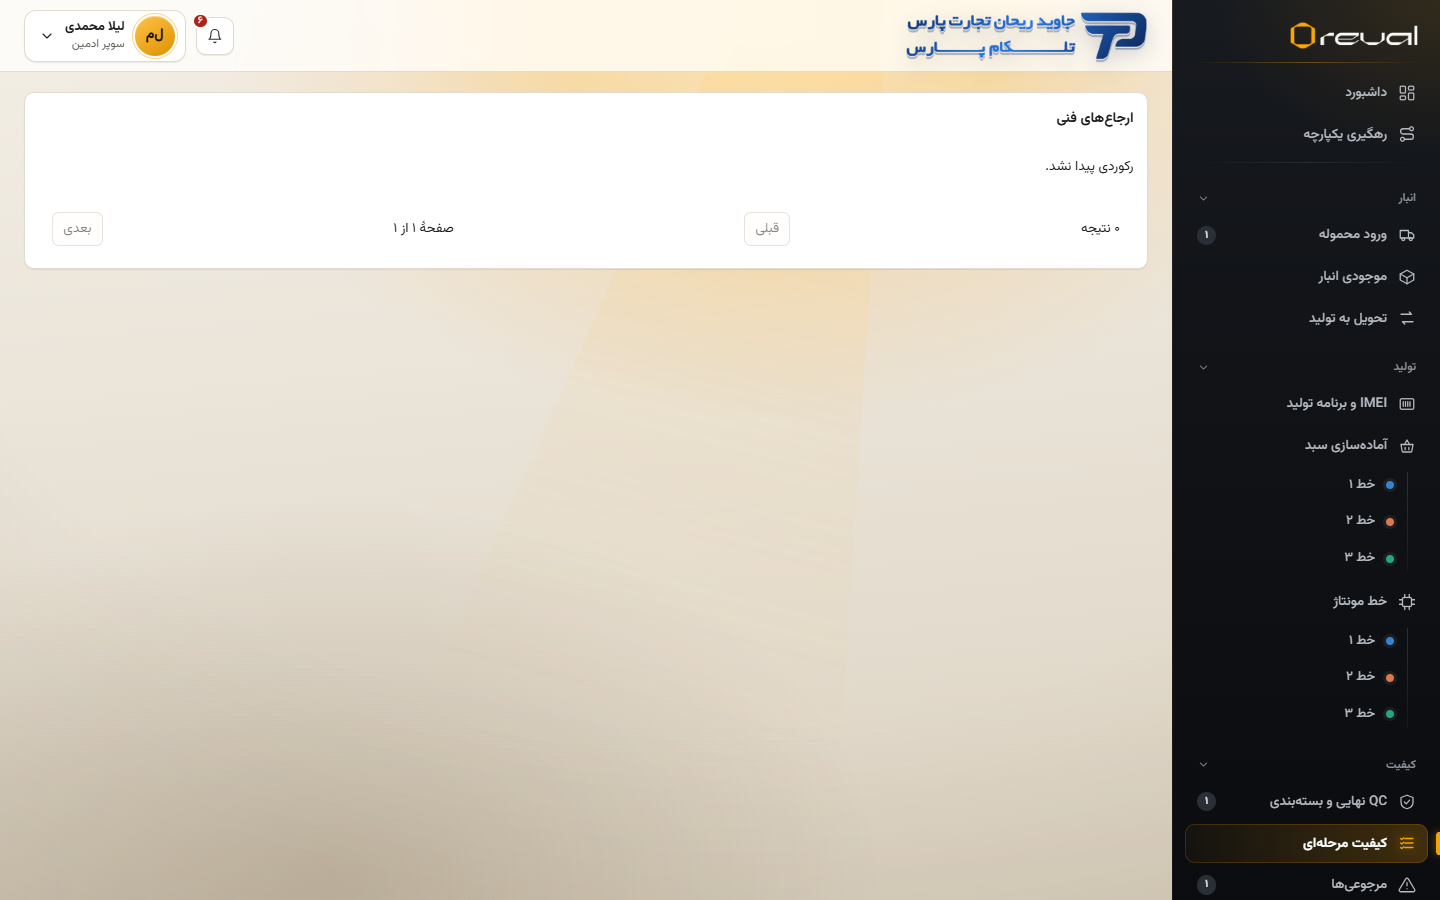 reval
داشبورد
رهگیری یکپارچه
انبار
ورود محموله
۱
موجودی انبار
تحویل به تولید
تولید
IMEI و برنامه تولید
آماده‌سازی سبد
خط ۱
خط ۲
خط ۳
خط مونتاژ
خط ۱
خط ۲
خط ۳
کیفیت
QC نهایی و بسته‌بندی
۱
کیفیت مرحله‌ای
مرجوعی‌ها
۱
جاوید ریحان تجارت پارس
تلکام پارس
۶
ل‌م
لیلا محمدی
سوپر ادمین
ارجاع‌های فنی
رکوردی پیدا نشد.
۰ نتیجه
قبلی
صفحهٔ ۱ از ۱
بعدی